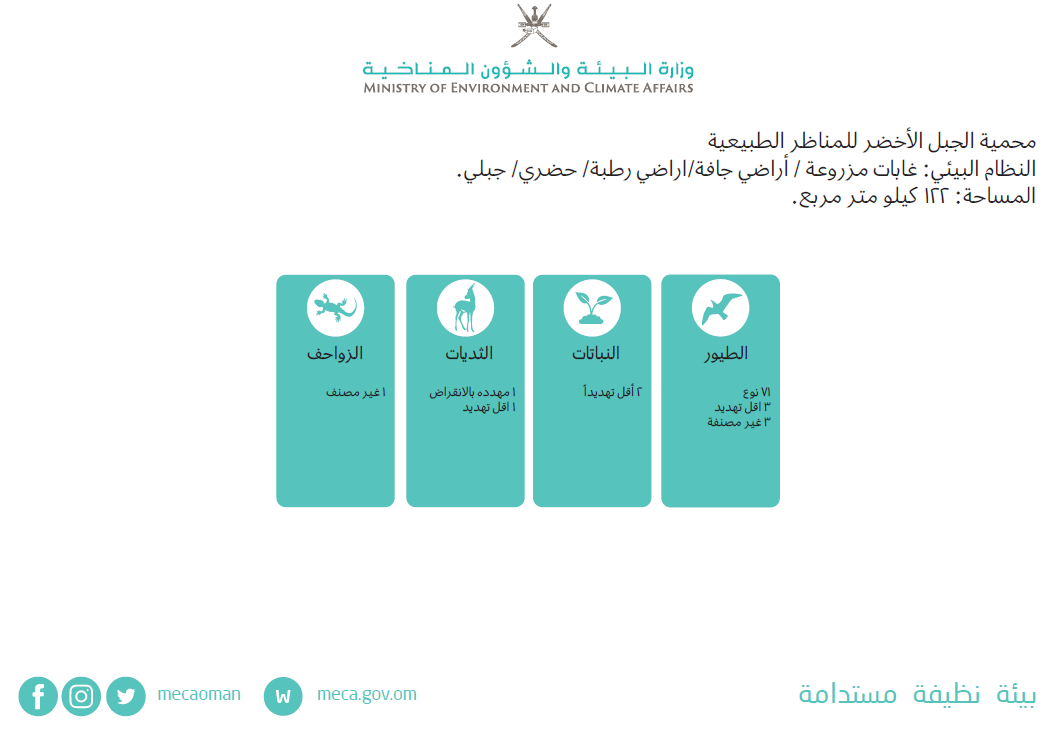 وزارة البيئة والشؤون المناخية
MINISTRY OF ENVIRONMENT AND CLIMATE AFFAIRS
محمية الجبل الأخضر للمناظر الطبيعية
النظام البيئي: غابات مزروعة / أراضي جافة/اراضي رطبة/ حضري/ جبلي.
المساحة: ١٢٢ كيلو متر مربع.
الطيور
٧١ نوع
٣ اقل تهديد
٣ غير مصنفة
النباتات
٢ أقل تهديداً
الثديات
١ مهدده بالانقراض
١ اقل تهديد
الزواحف
١ غير مصنف
بيئة نظيفة مستدامة
mecaoman
w meca.gov.om